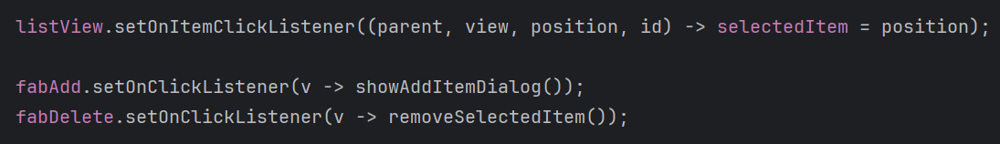 listView.setOnItemClickListener((parent, view, position, id) -> selectedItem = position);
fabAdd.setOnClickListener(v -> showAddItemDialog());
fabDelete.setOnClickListener(v -> removeSelectedItem());